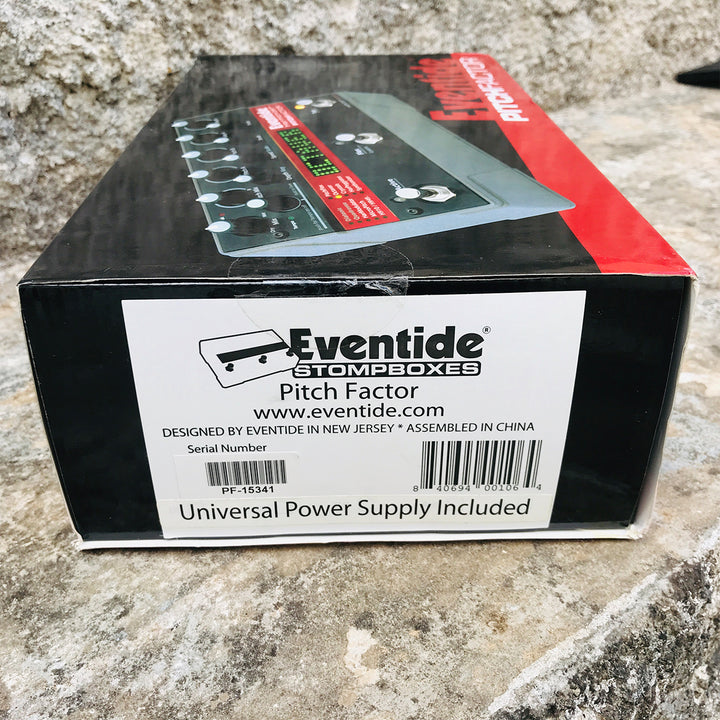 Eventide
PITCHFACTOR
Eventide
Eventide®
STOMPBOXES
Pitch Factor
www.eventide.com
DESIGNED BY EVENTIDE IN NEW JERSEY * ASSEMBLED IN CHINA
Serial Number
PF-15341
8 40694 00106 4
Universal Power Supply Included